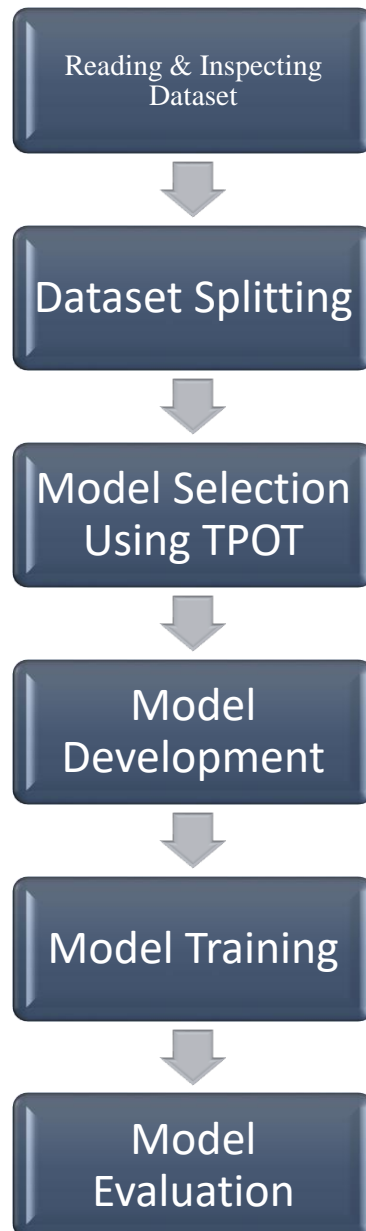 Reading & Inspecting
Dataset
Dataset Splitting
Model Selection
Using TPOT
Model
Development
Model Training
Model
Evaluation